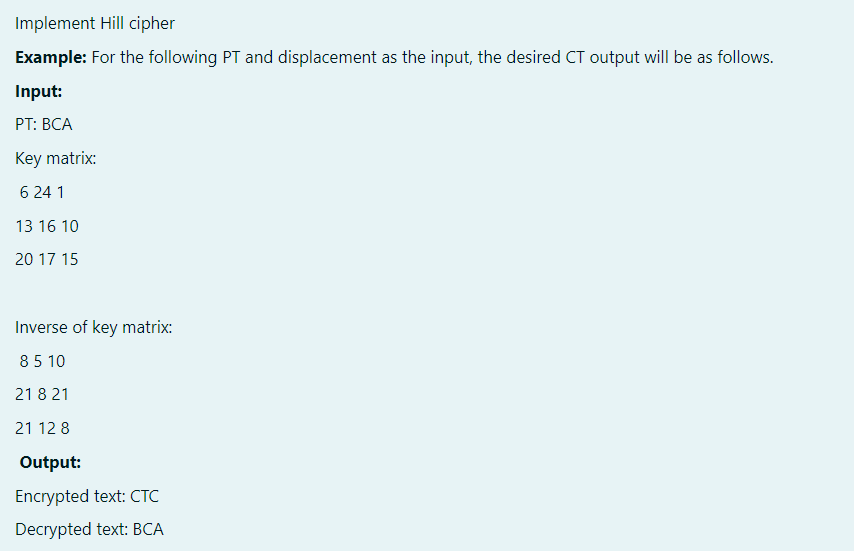 Implement Hill cipher
Example: For the following PT and displacement as the input, the desired CT output will be as follows.
Input:
PT: BCA
Key matrix:
6 24 1
13 16 10
20 17 15
Inverse of key matrix:
8 5 10
21 8 21
21 12 8
Output:
Encrypted text: CTC
Decrypted text: BCA